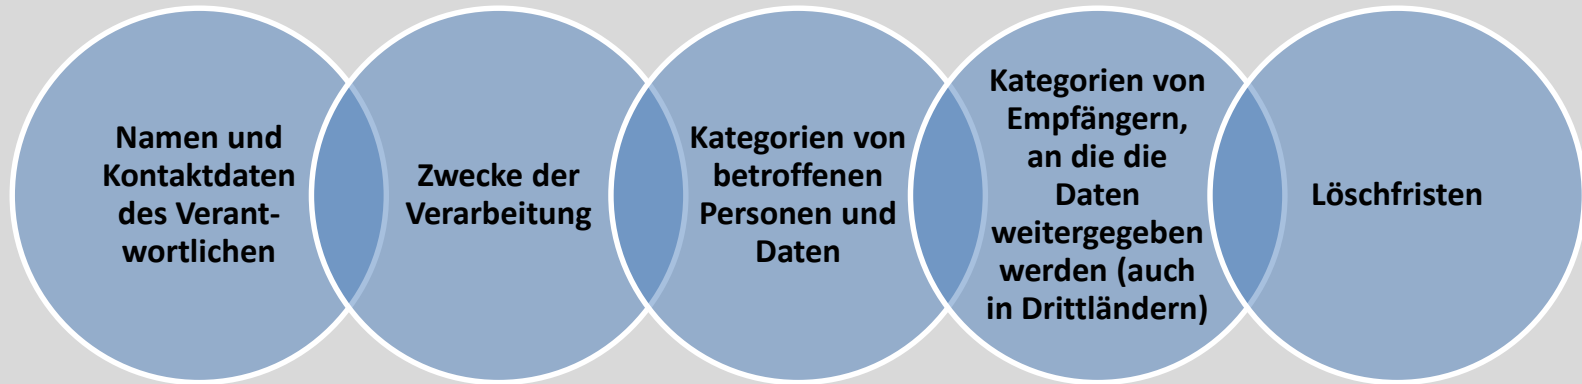 Namen und
Kontaktdaten
des Verant-
wortlichen
Zwecke der
Verarbeitung
Kategorien von
betroffenen
Personen und
Daten
Kategorien von
Empfängern,
an die die
Daten
weitergegeben
werden (auch
in Drittländern)
Löschfristen